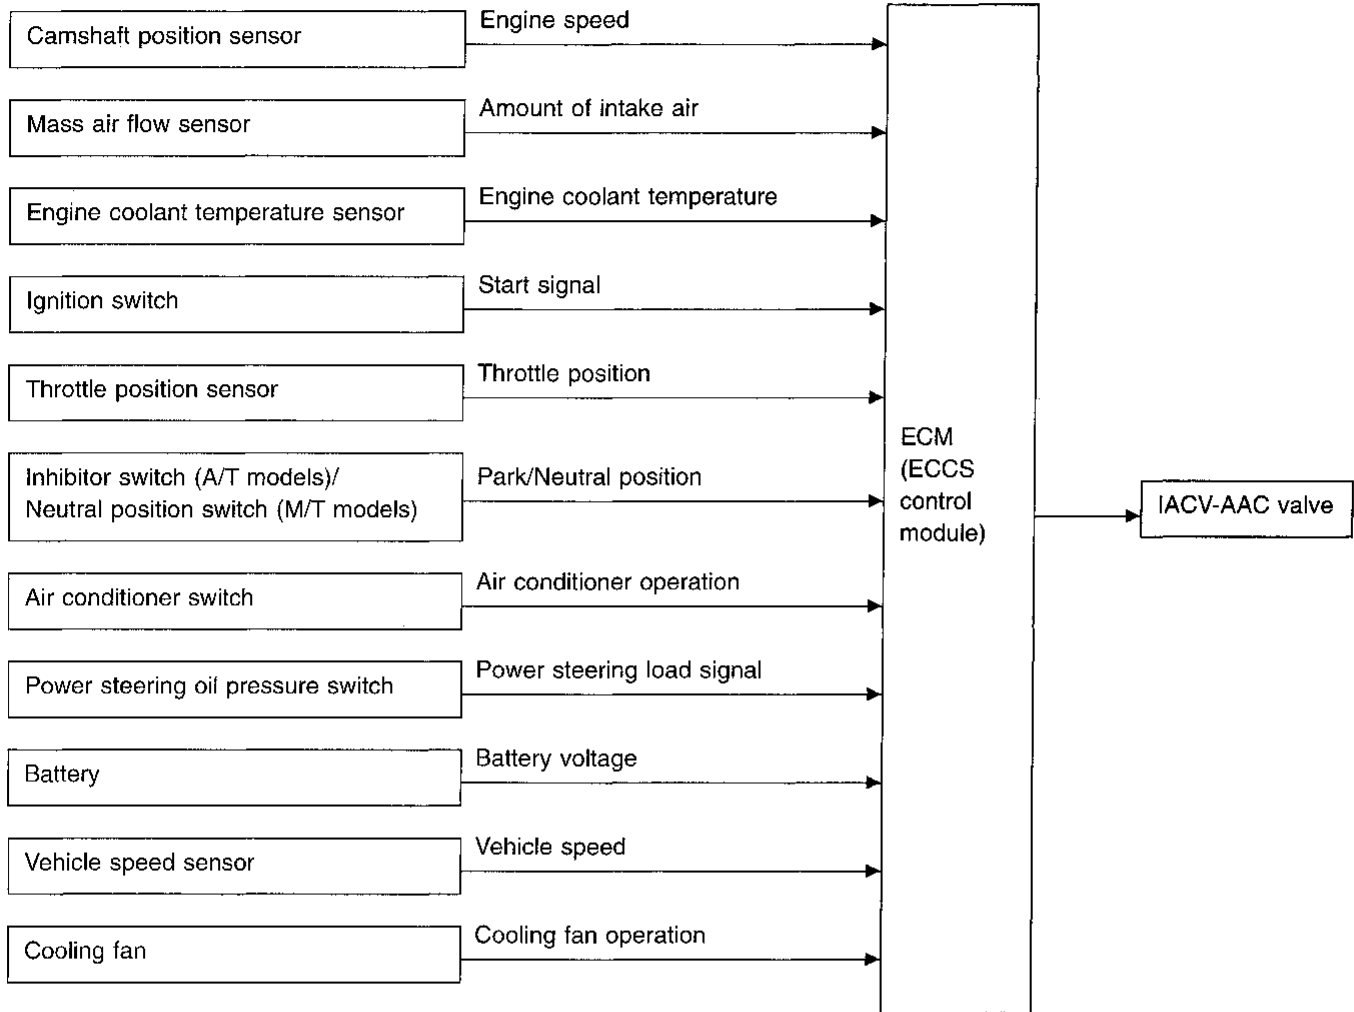 Camshaft position sensor
Engine speed
Mass air flow sensor
Amount of intake air
Engine coolant temperature sensor
Engine coolant temperature
Ignition switch
Start signal
Throttle position sensor
Throttle position
Inhibitor switch (A/T models)/
Neutral position switch (M/T models)
Park/Neutral position
Air conditioner switch
Air conditioner operation
Power steering oil pressure switch
Power steering load signal
Battery
Battery voltage
Vehicle speed sensor
Vehicle speed
Cooling fan
Cooling fan operation
ECM
(ECCS
control
module)
IACV-AAC valve